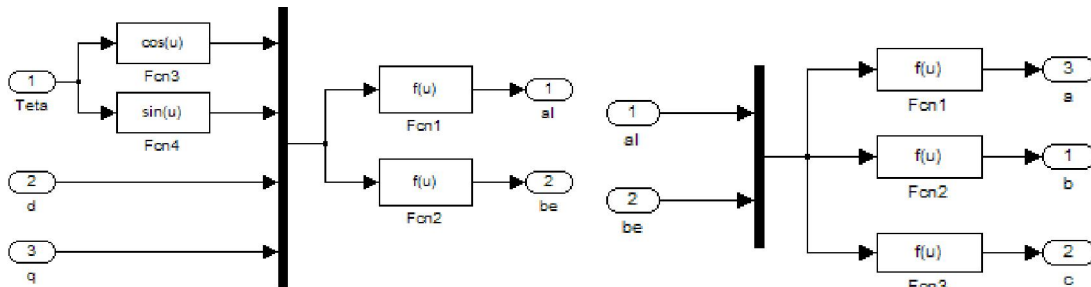 cos(u)
Fcn3
1
Teta
sin(u)
Fcn4
2
d
3
q
f(u)
Fcn1
1
al
f(u)
Fcn2
2
be
1
al
2
be
f(u)
Fcn1
3
a
f(u)
Fcn2
1
b
f(u)
Fcn3
2
c